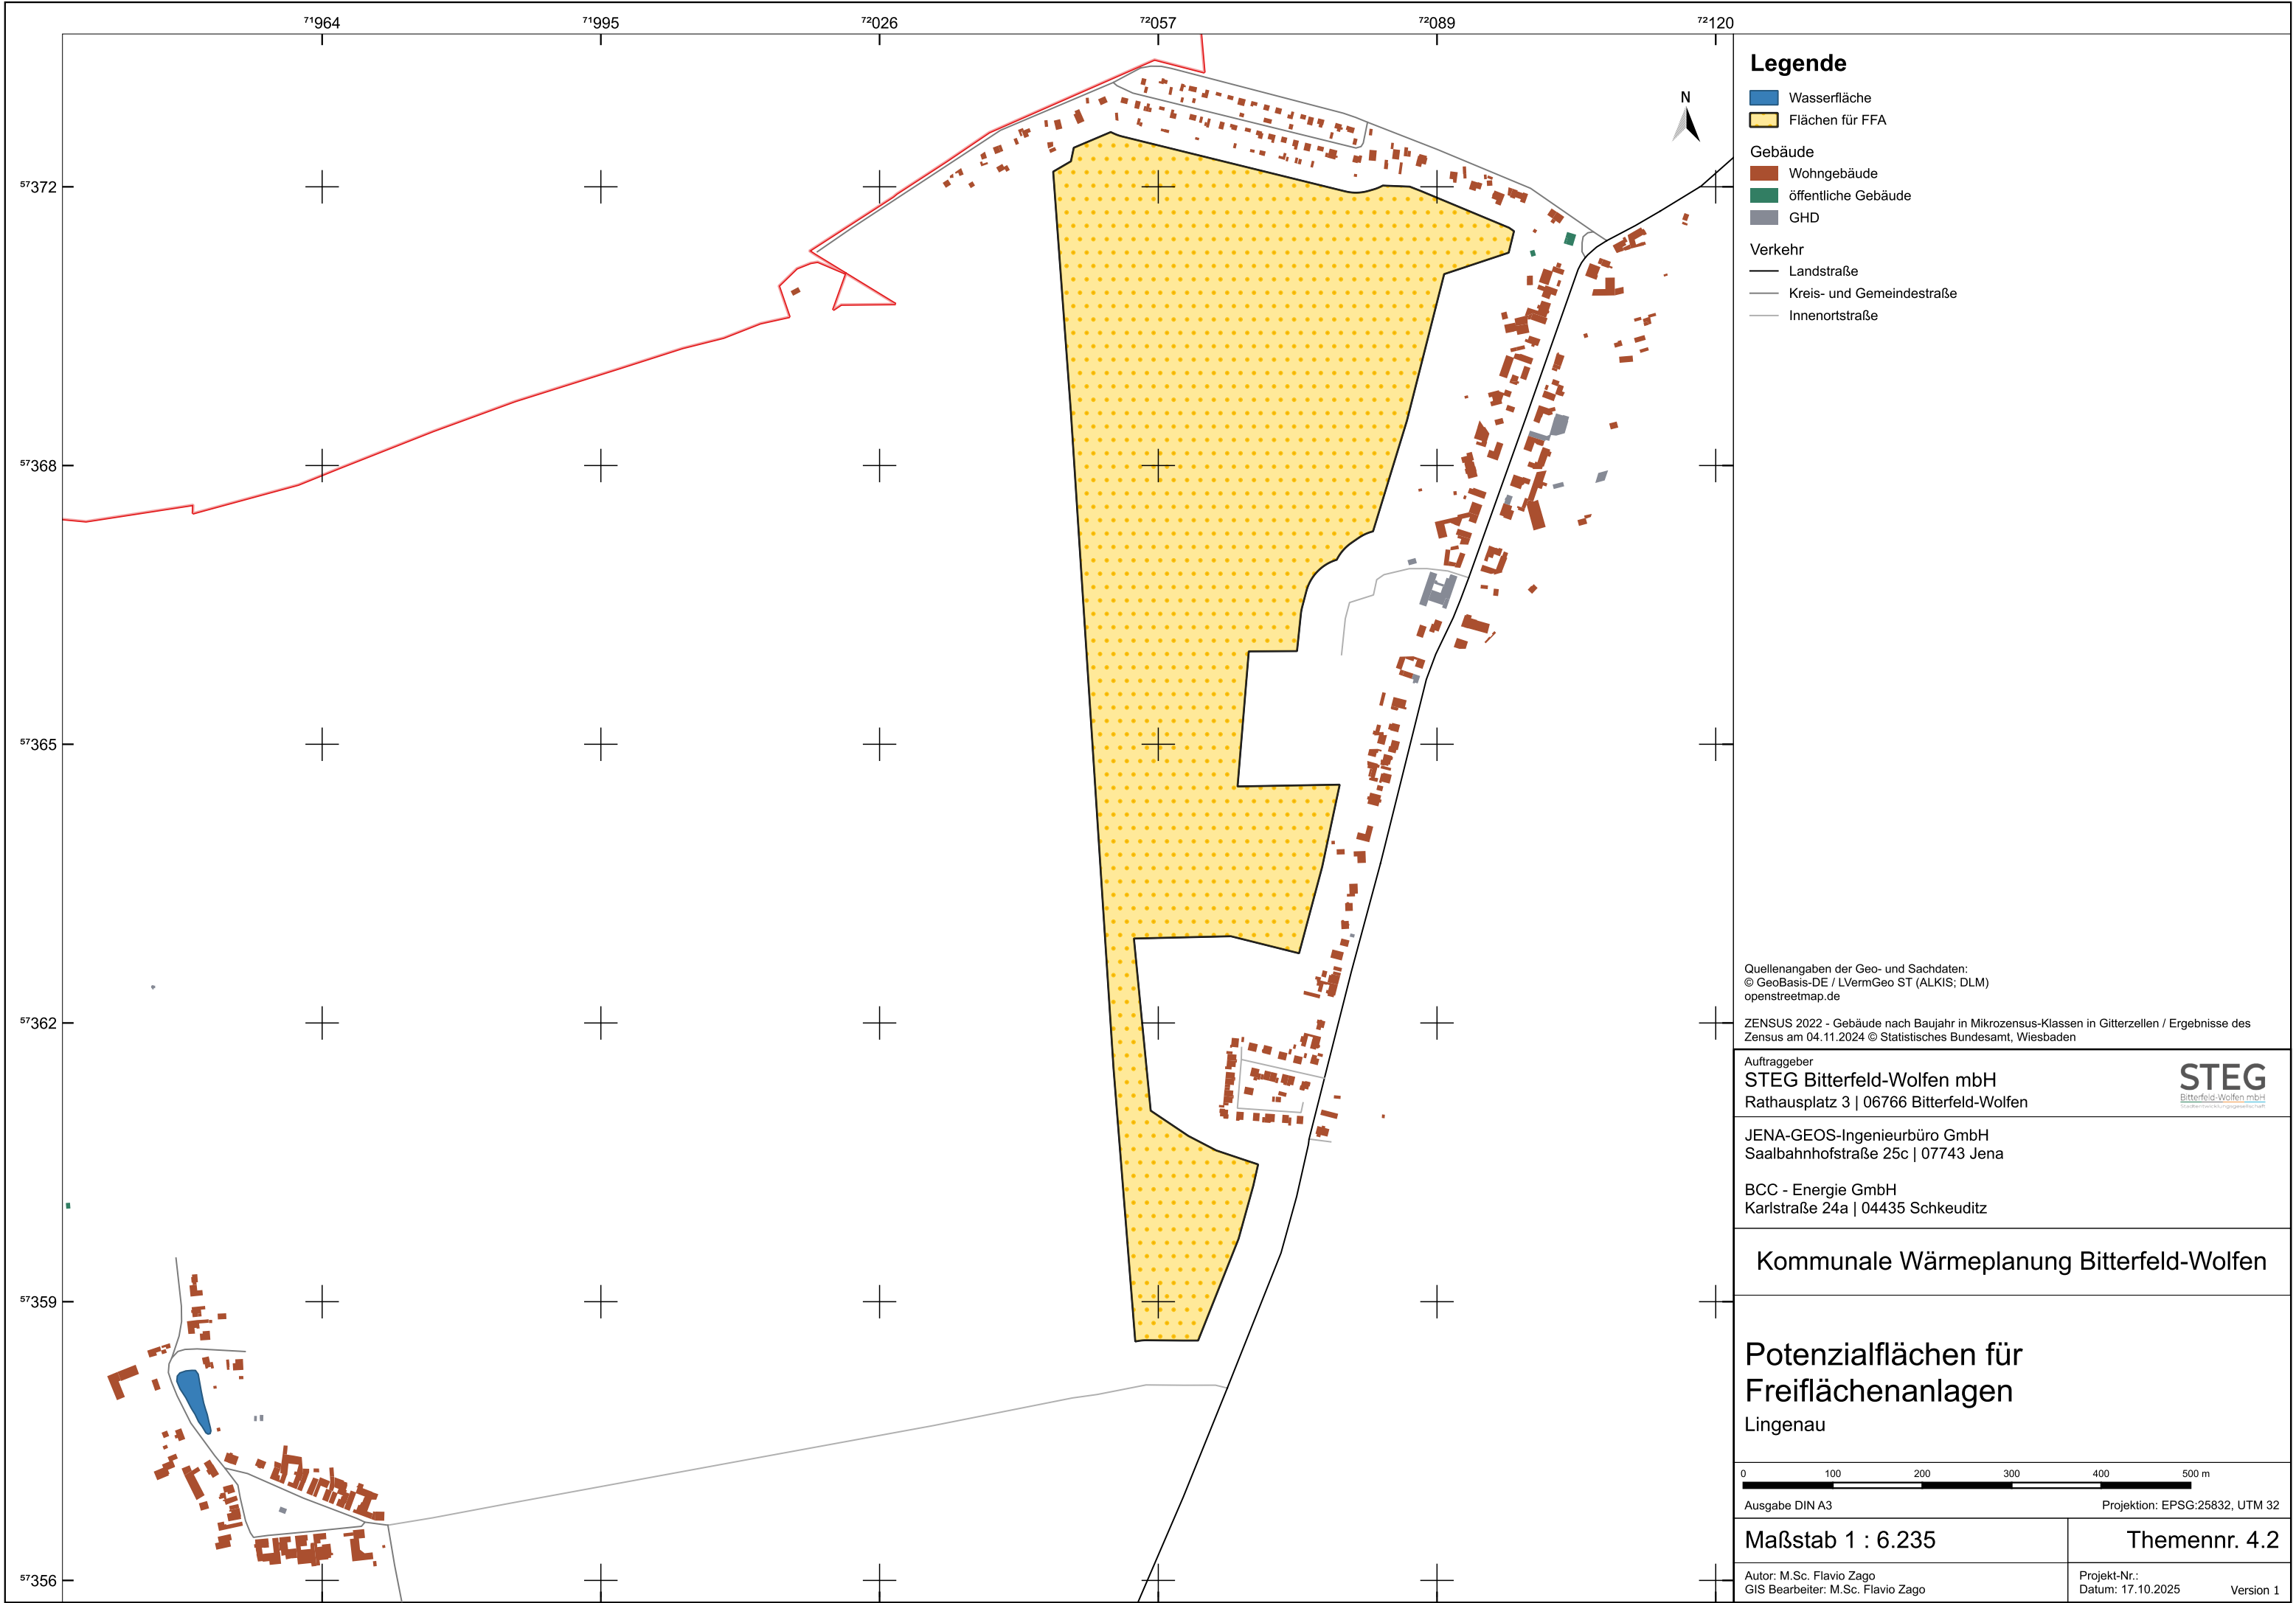 ⁷¹964 ⁷¹995 ⁷²026 ⁷²057 ⁷²089 ⁷²120
⁵⁷372
⁵⁷368
⁵⁷365
⁵⁷362
⁵⁷359
⁵⁷356
N
Legende
Wasserfläche
Flächen für FFA
Gebäude
Wohngebäude
öffentliche Gebäude
GHD
Verkehr
Landstraße
Kreis- und Gemeindestraße
Innenortstraße
Quellenangaben der Geo- und Sachdaten:
© GeoBasis-DE / LVermGeo ST (ALKIS; DLM)
openstreetmap.de
ZENSUS 2022 - Gebäude nach Baujahr in Mikrozensus-Klassen in Gitterzellen / Ergebnisse des
Zensus am 04.11.2024 © Statistisches Bundesamt, Wiesbaden
Auftraggeber
STEG Bitterfeld-Wolfen mbH
Rathausplatz 3 | 06766 Bitterfeld-Wolfen
STEG
Bitterfeld-Wolfen mbH
Stadtentwicklungsgesellschaft
JENA-GEOS-Ingenieurbüro GmbH
Saalbahnhofstraße 25c | 07743 Jena
BCC - Energie GmbH
Karlstraße 24a | 04435 Schkeuditz
Kommunale Wärmeplanung Bitterfeld-Wolfen
Potenzialflächen für
Freiflächenanlagen
Lingenau
0 100 200 300 400 500 m
Ausgabe DIN A3 Projektion: EPSG:25832, UTM 32
Maßstab 1 : 6.235 Themennr. 4.2
Autor: M.Sc. Flavio Zago
GIS Bearbeiter: M.Sc. Flavio Zago
Projekt-Nr.:
Datum: 17.10.2025 Version 1